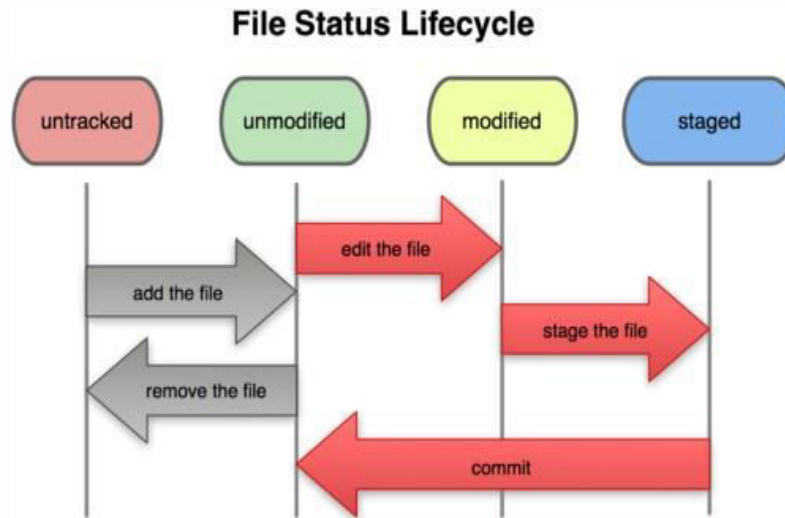 File Status Lifecycle
untracked
unmodified
modified
staged
edit the file
add the file
stage the file
remove the file
commit